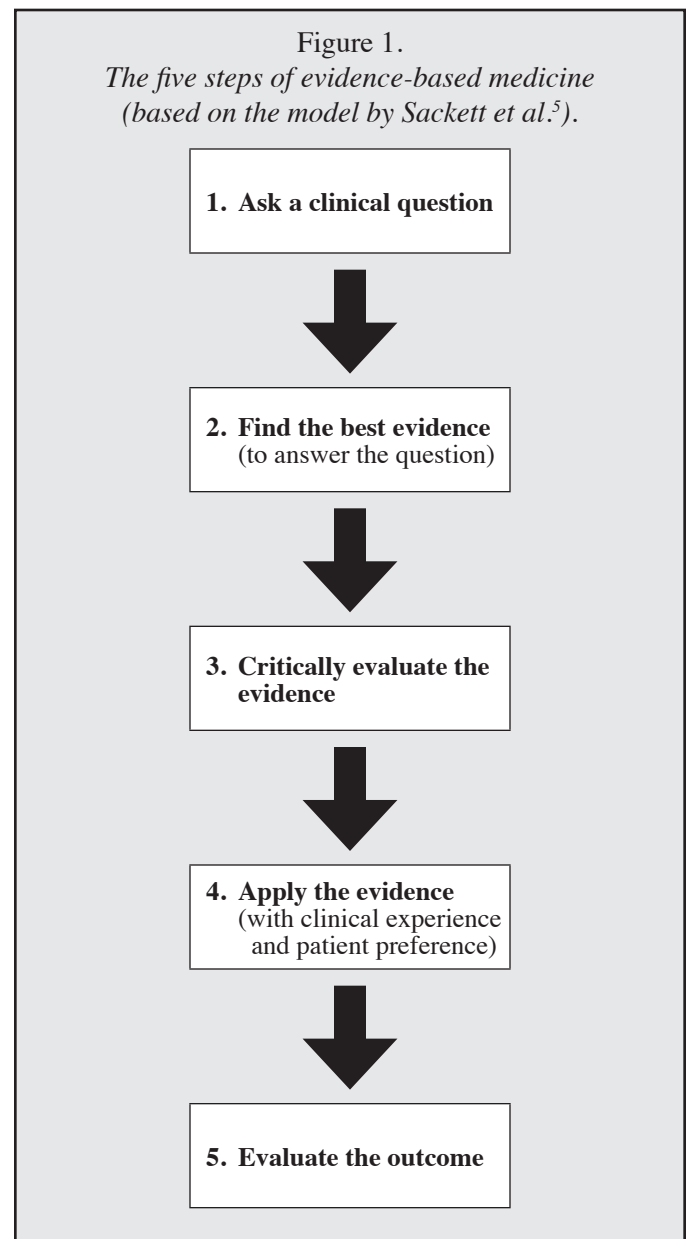 Figure 1.
The five steps of evidence-based medicine
(based on the model by Sackett et al.⁵).
1. Ask a clinical question
2. Find the best evidence
(to answer the question)
3. Critically evaluate the
evidence
4. Apply the evidence
(with clinical experience
and patient preference)
5. Evaluate the outcome